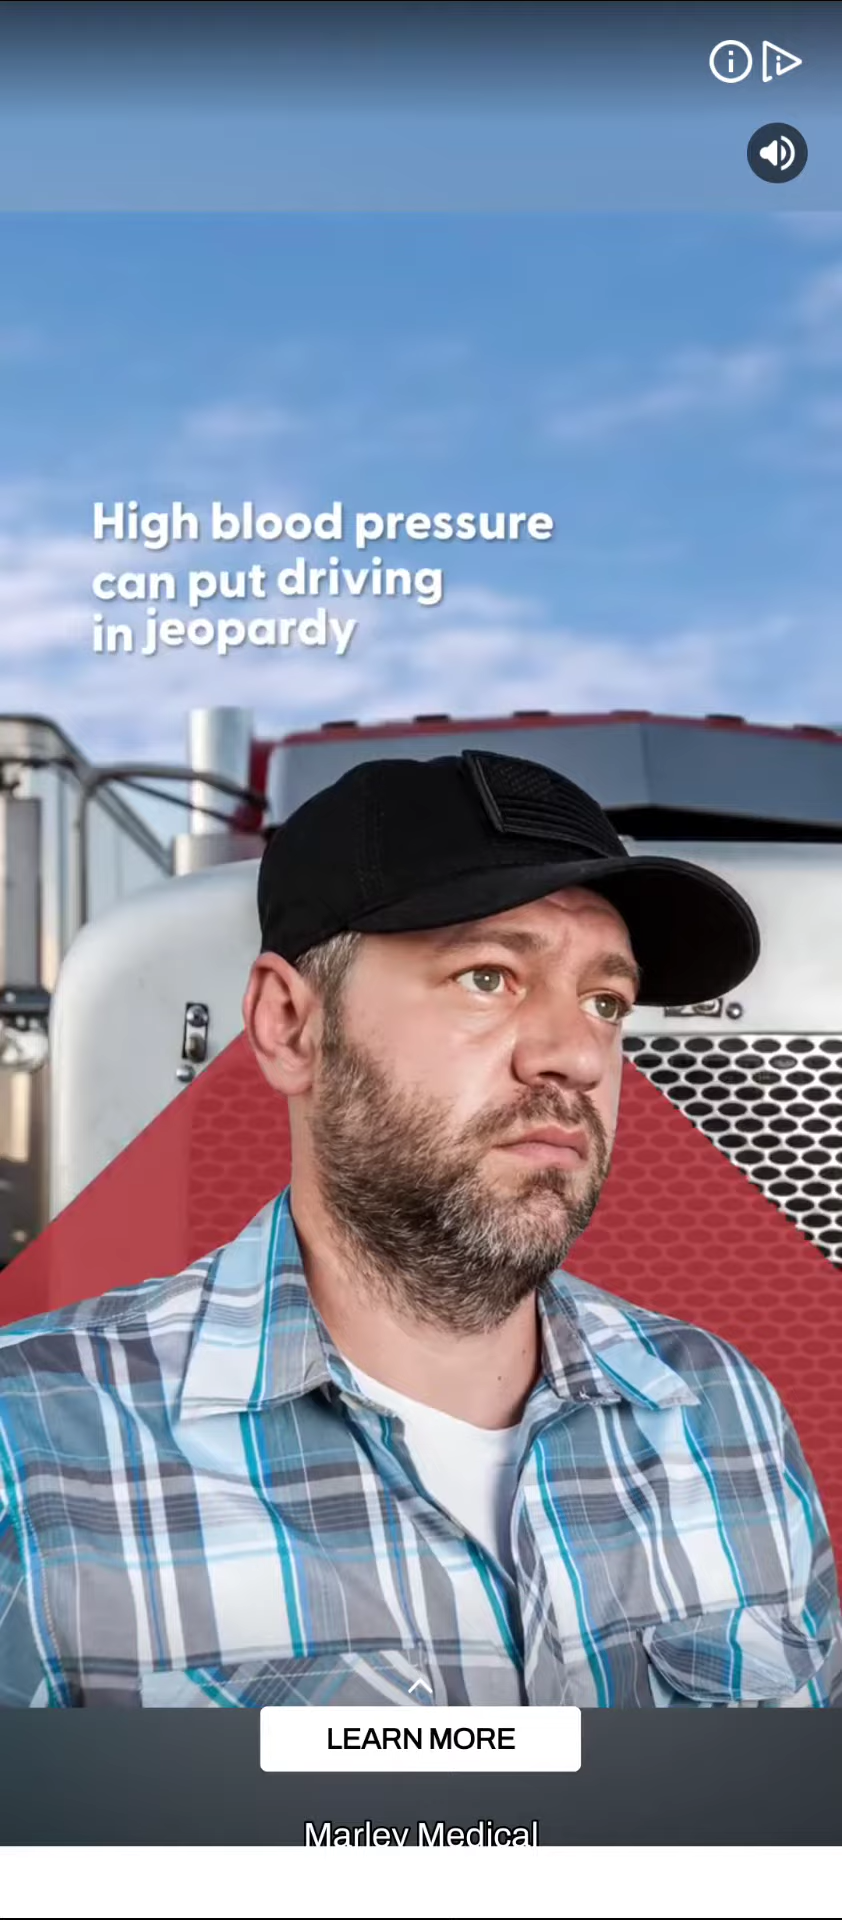 High blood pressure
can put driving
in jeopardy
LEARN MORE
Marley Medical